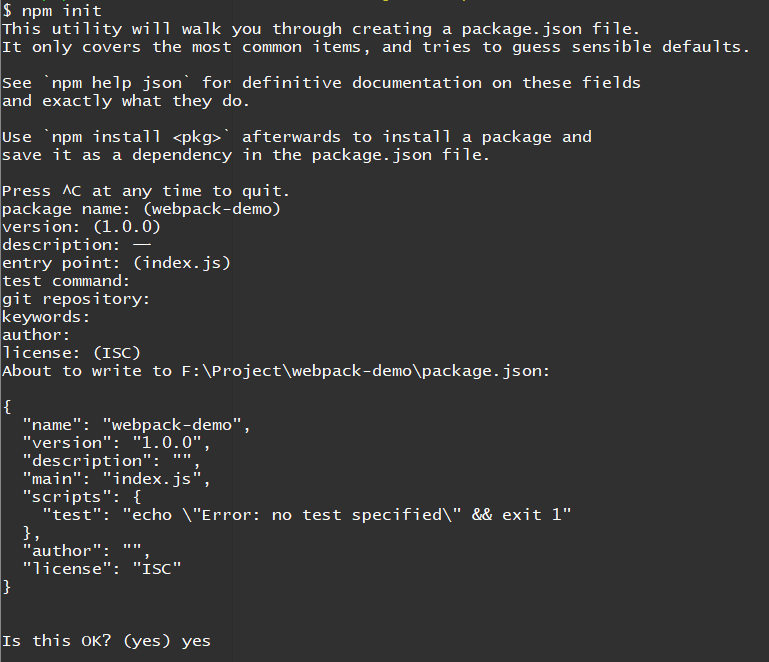 $ npm init
This utility will walk you through creating a package.json file.
It only covers the most common items, and tries to guess sensible defaults.
See `npm help json` for definitive documentation on these fields
and exactly what they do.
Use `npm install <pkg>` afterwards to install a package and
save it as a dependency in the package.json file.
Press ^C at any time to quit.
package name: (webpack-demo)
version: (1.0.0)
description: —
entry point: (index.js)
test command:
git repository:
keywords:
author:
license: (ISC)
About to write to F:\Project\webpack-demo\package.json:
{
  "name": "webpack-demo",
  "version": "1.0.0",
  "description": "",
  "main": "index.js",
  "scripts": {
    "test": "echo \"Error: no test specified\" && exit 1"
  },
  "author": "",
  "license": "ISC"
}
Is this OK? (yes) yes